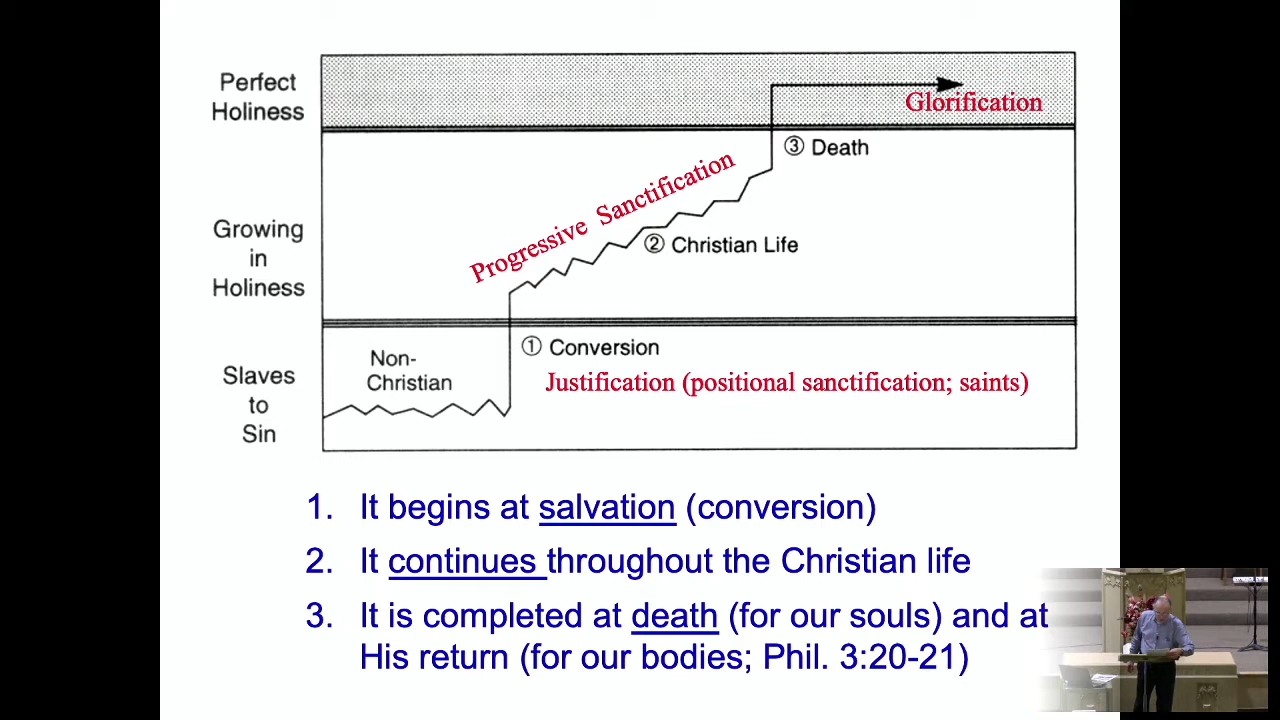 Perfect
Holiness
Glorification
③ Death
Progressive Sanctification
Growing
in
Holiness
② Christian Life
① Conversion
Non-
Christian
Justification (positional sanctification; saints)
Slaves
to
Sin
1. It begins at salvation (conversion)
2. It continues throughout the Christian life
3. It is completed at death (for our souls) and at
His return (for our bodies; Phil. 3:20-21)